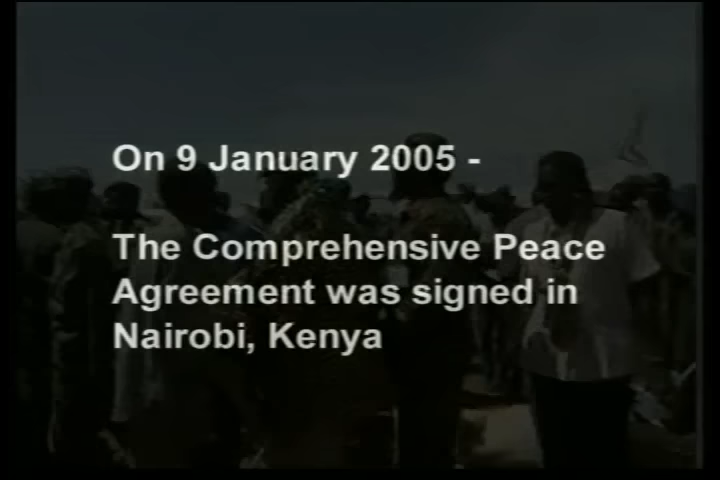 On 9 January 2005 -
The Comprehensive Peace
Agreement was signed in
Nairobi, Kenya